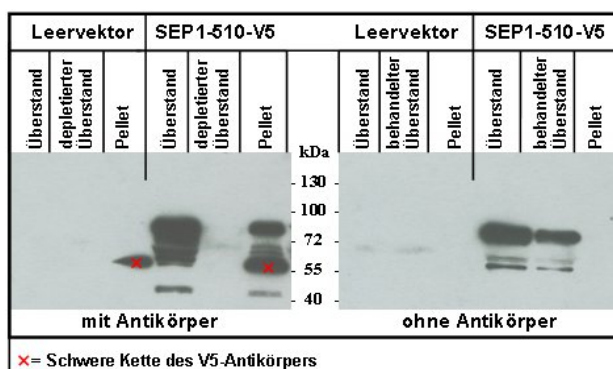 Leervektor SEP1-510-V5 Leervektor SEP1-510-V5
Überstand
depletierter
Überstand
Pellet
Überstand
depletierter
Überstand
Pellet
Überstand
behandelter
Überstand
Pellet
Überstand
behandelter
Überstand
Pellet
kDa
- 130 -
- 100 -
- 72 -
- 55 -
- 40 -
mit Antikörper ohne Antikörper
×= Schwere Kette des V5-Antikörpers